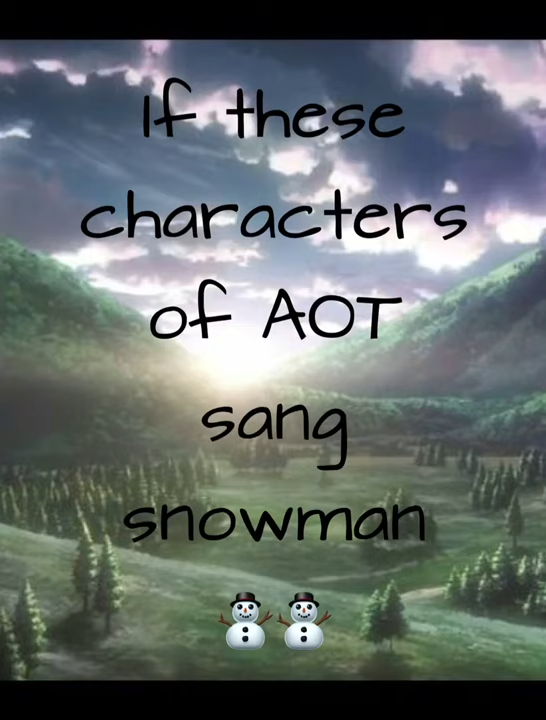 If these
characters
of AOT
sang
snowman
⛄⛄